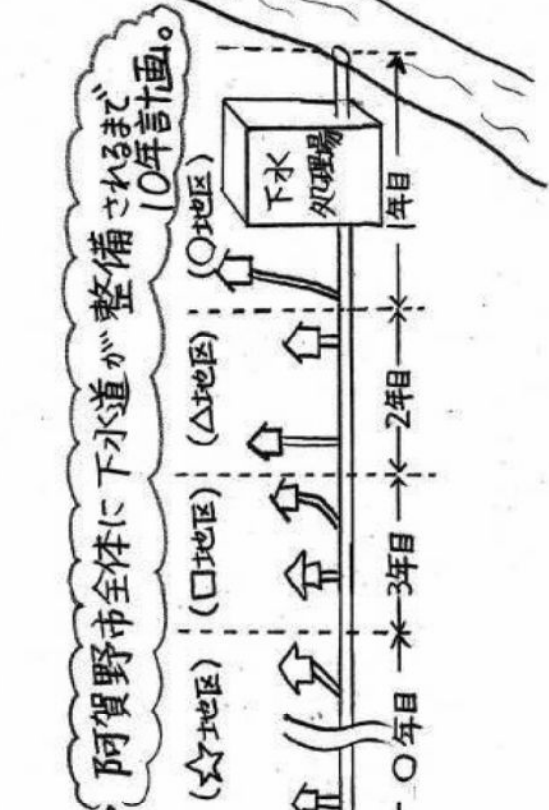 阿賀野市全体に下水道が整備されるまで
10年計画。
(☆地区)
(□地区)
(△地区)
(○地区)
下水
処理場
○年目
3年目
2年目
1年目